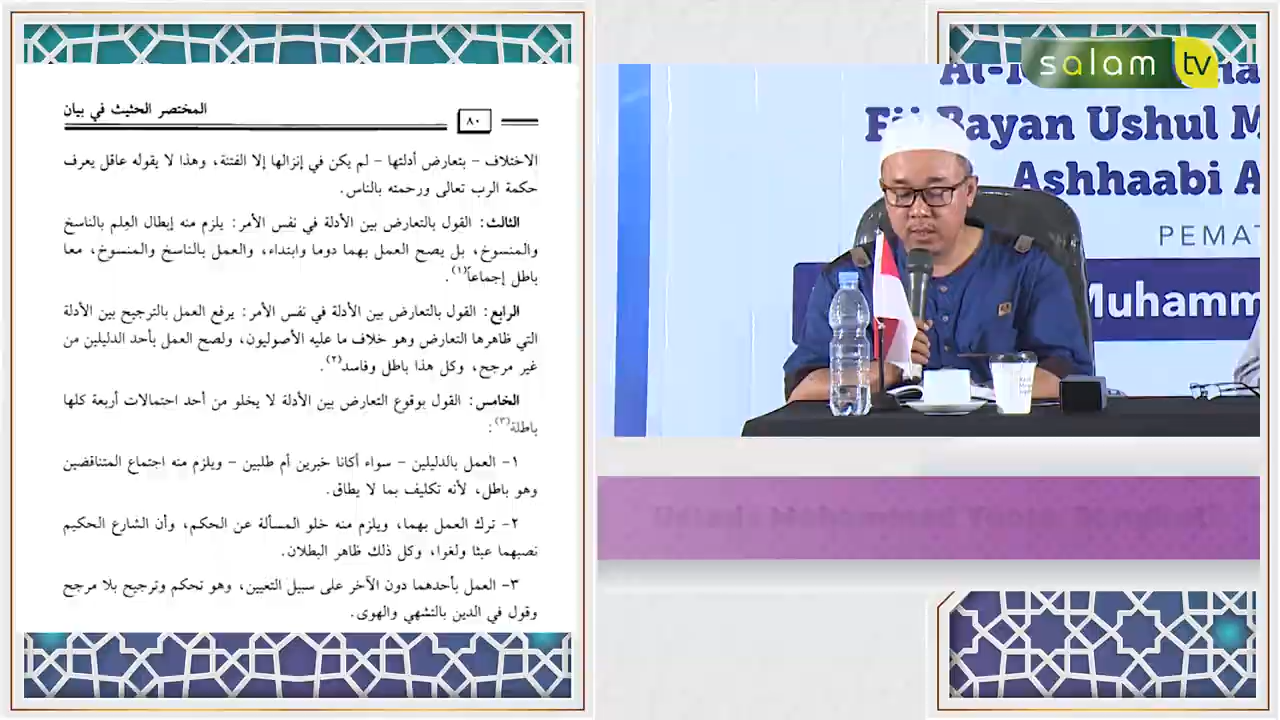 المختصر الحثيث في بيان
٨٠
الاختلاف - بتعارض أدلتها - لم يكن في إنزالها إلا الفتنة، وهذا لا يقوله عاقل يعرف
حكمة الرب تعالى ورحمته بالناس.
الثالث: القول بالتعارض بين الأدلة في نفس الأمر: يلزم منه إبطال العِلم بالناسخ
والمنسوخ، بل يصح العمل بهما دوما وابتداء، والعمل بالناسخ والمنسوخ، معا
باطل إجماعاً(١).
الرابع: القول بالتعارض بين الأدلة في نفس الأمر: يرفع العمل بالترجيح بين الأدلة
التي ظاهرها التعارض وهو خلاف ما عليه الأصوليون، ولصح العمل بأحد الدليلين من
غير مرجح، وكل هذا باطل وفاسد(٢).
الخامس: القول بوقوع التعارض بين الأدلة لا يخلو من أحد احتمالات أربعة كلها
باطلة(٣):
١- العمل بالدليلين - سواء أكانا خبرين أم طلبين - ويلزم منه اجتماع المتناقضين
وهو باطل، لأنه تكليف بما لا يطاق.
٢- ترك العمل بهما، ويلزم منه خلو المسألة عن الحكم، وأن الشارع الحكيم
نصبهما عبثا ولغوا، وكل ذلك ظاهر البطلان.
٣- العمل بأحدهما دون الآخر على سبيل التعيين، وهو تحكم وترجيح بلا مرجح
وقول في الدين بالتشهي والهوى.
salam tv
Bayan Ushul M
Ashhaabi A
PEMAT
Muhamm